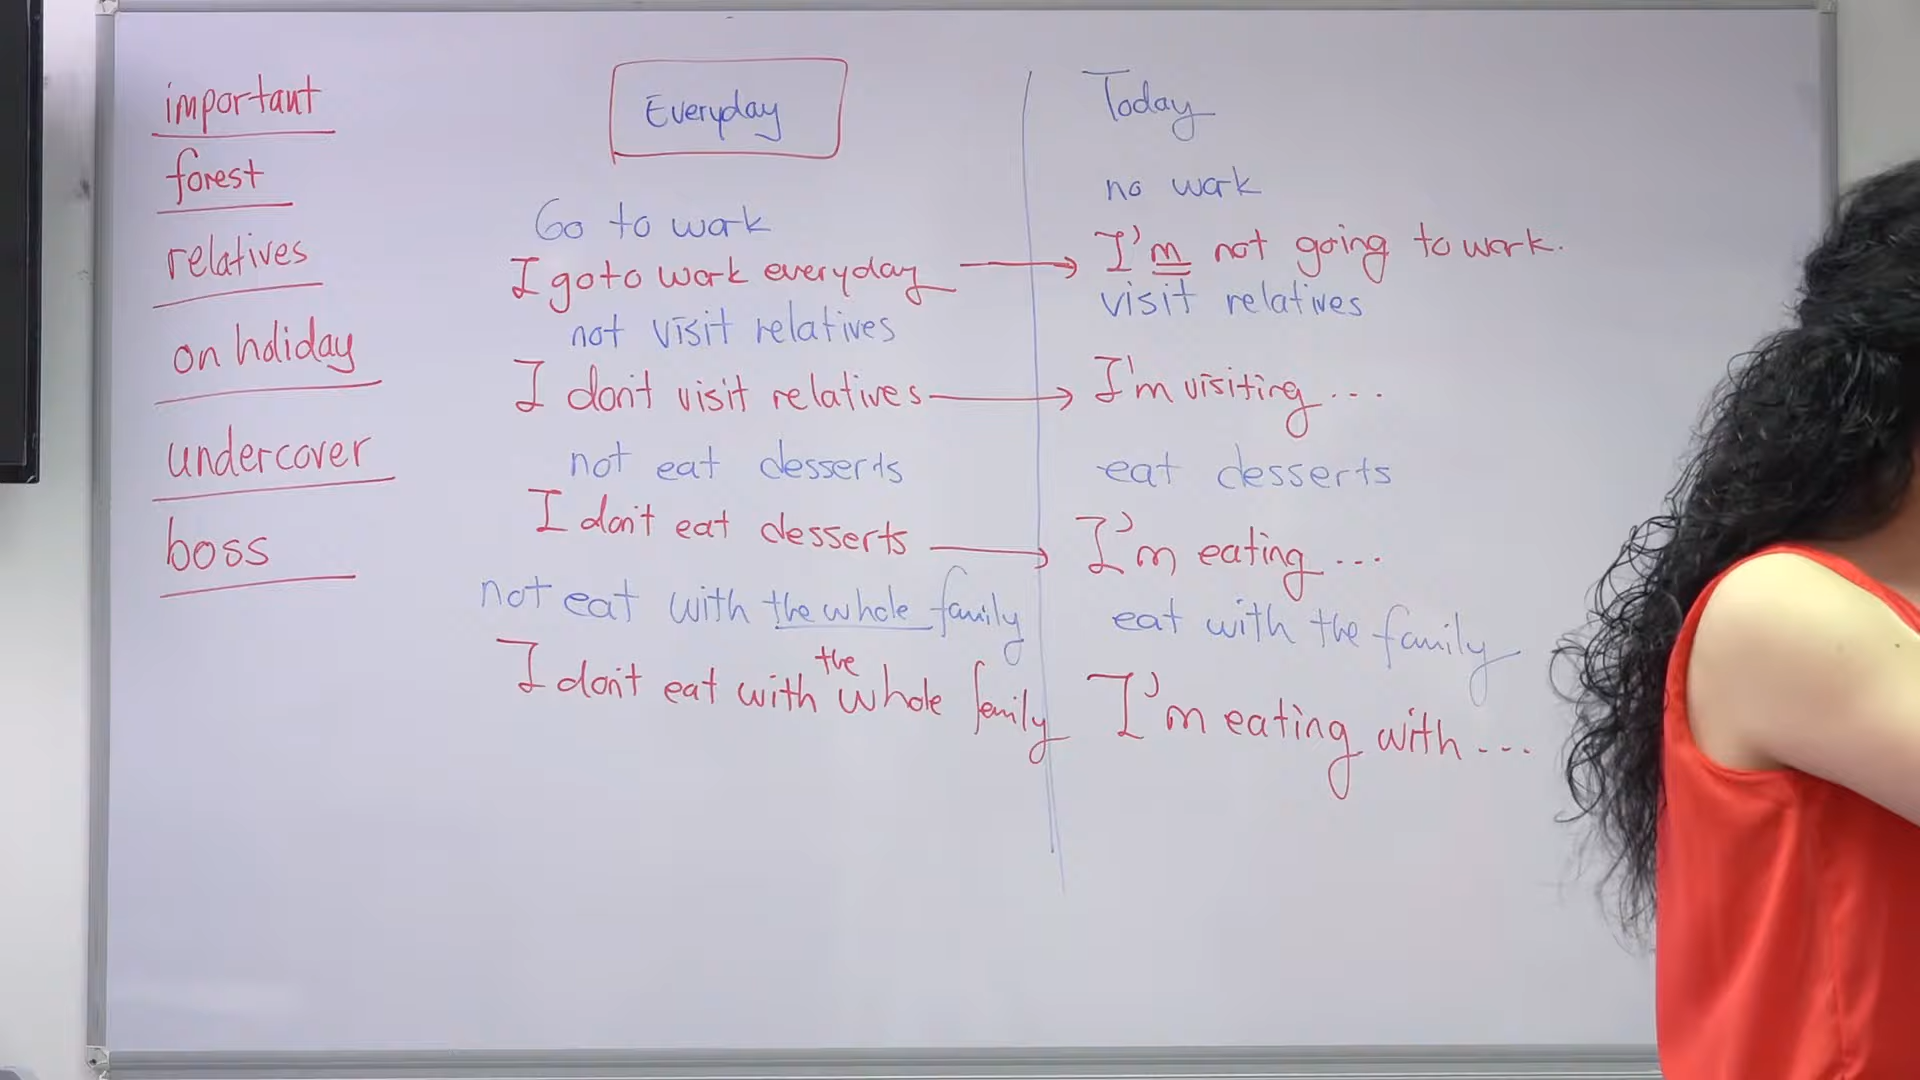 important
forest
relatives
on holiday
undercover
boss
Everyday
Go to work
I go to work everyday
not visit relatives
I don't visit relatives
not eat desserts
I don't eat desserts
not eat with the whole family
I don't eat with the whole family
Today
no work
I'm not going to work.
visit relatives
I'm visiting...
eat desserts
I'm eating...
eat with the family
I'm eating with...